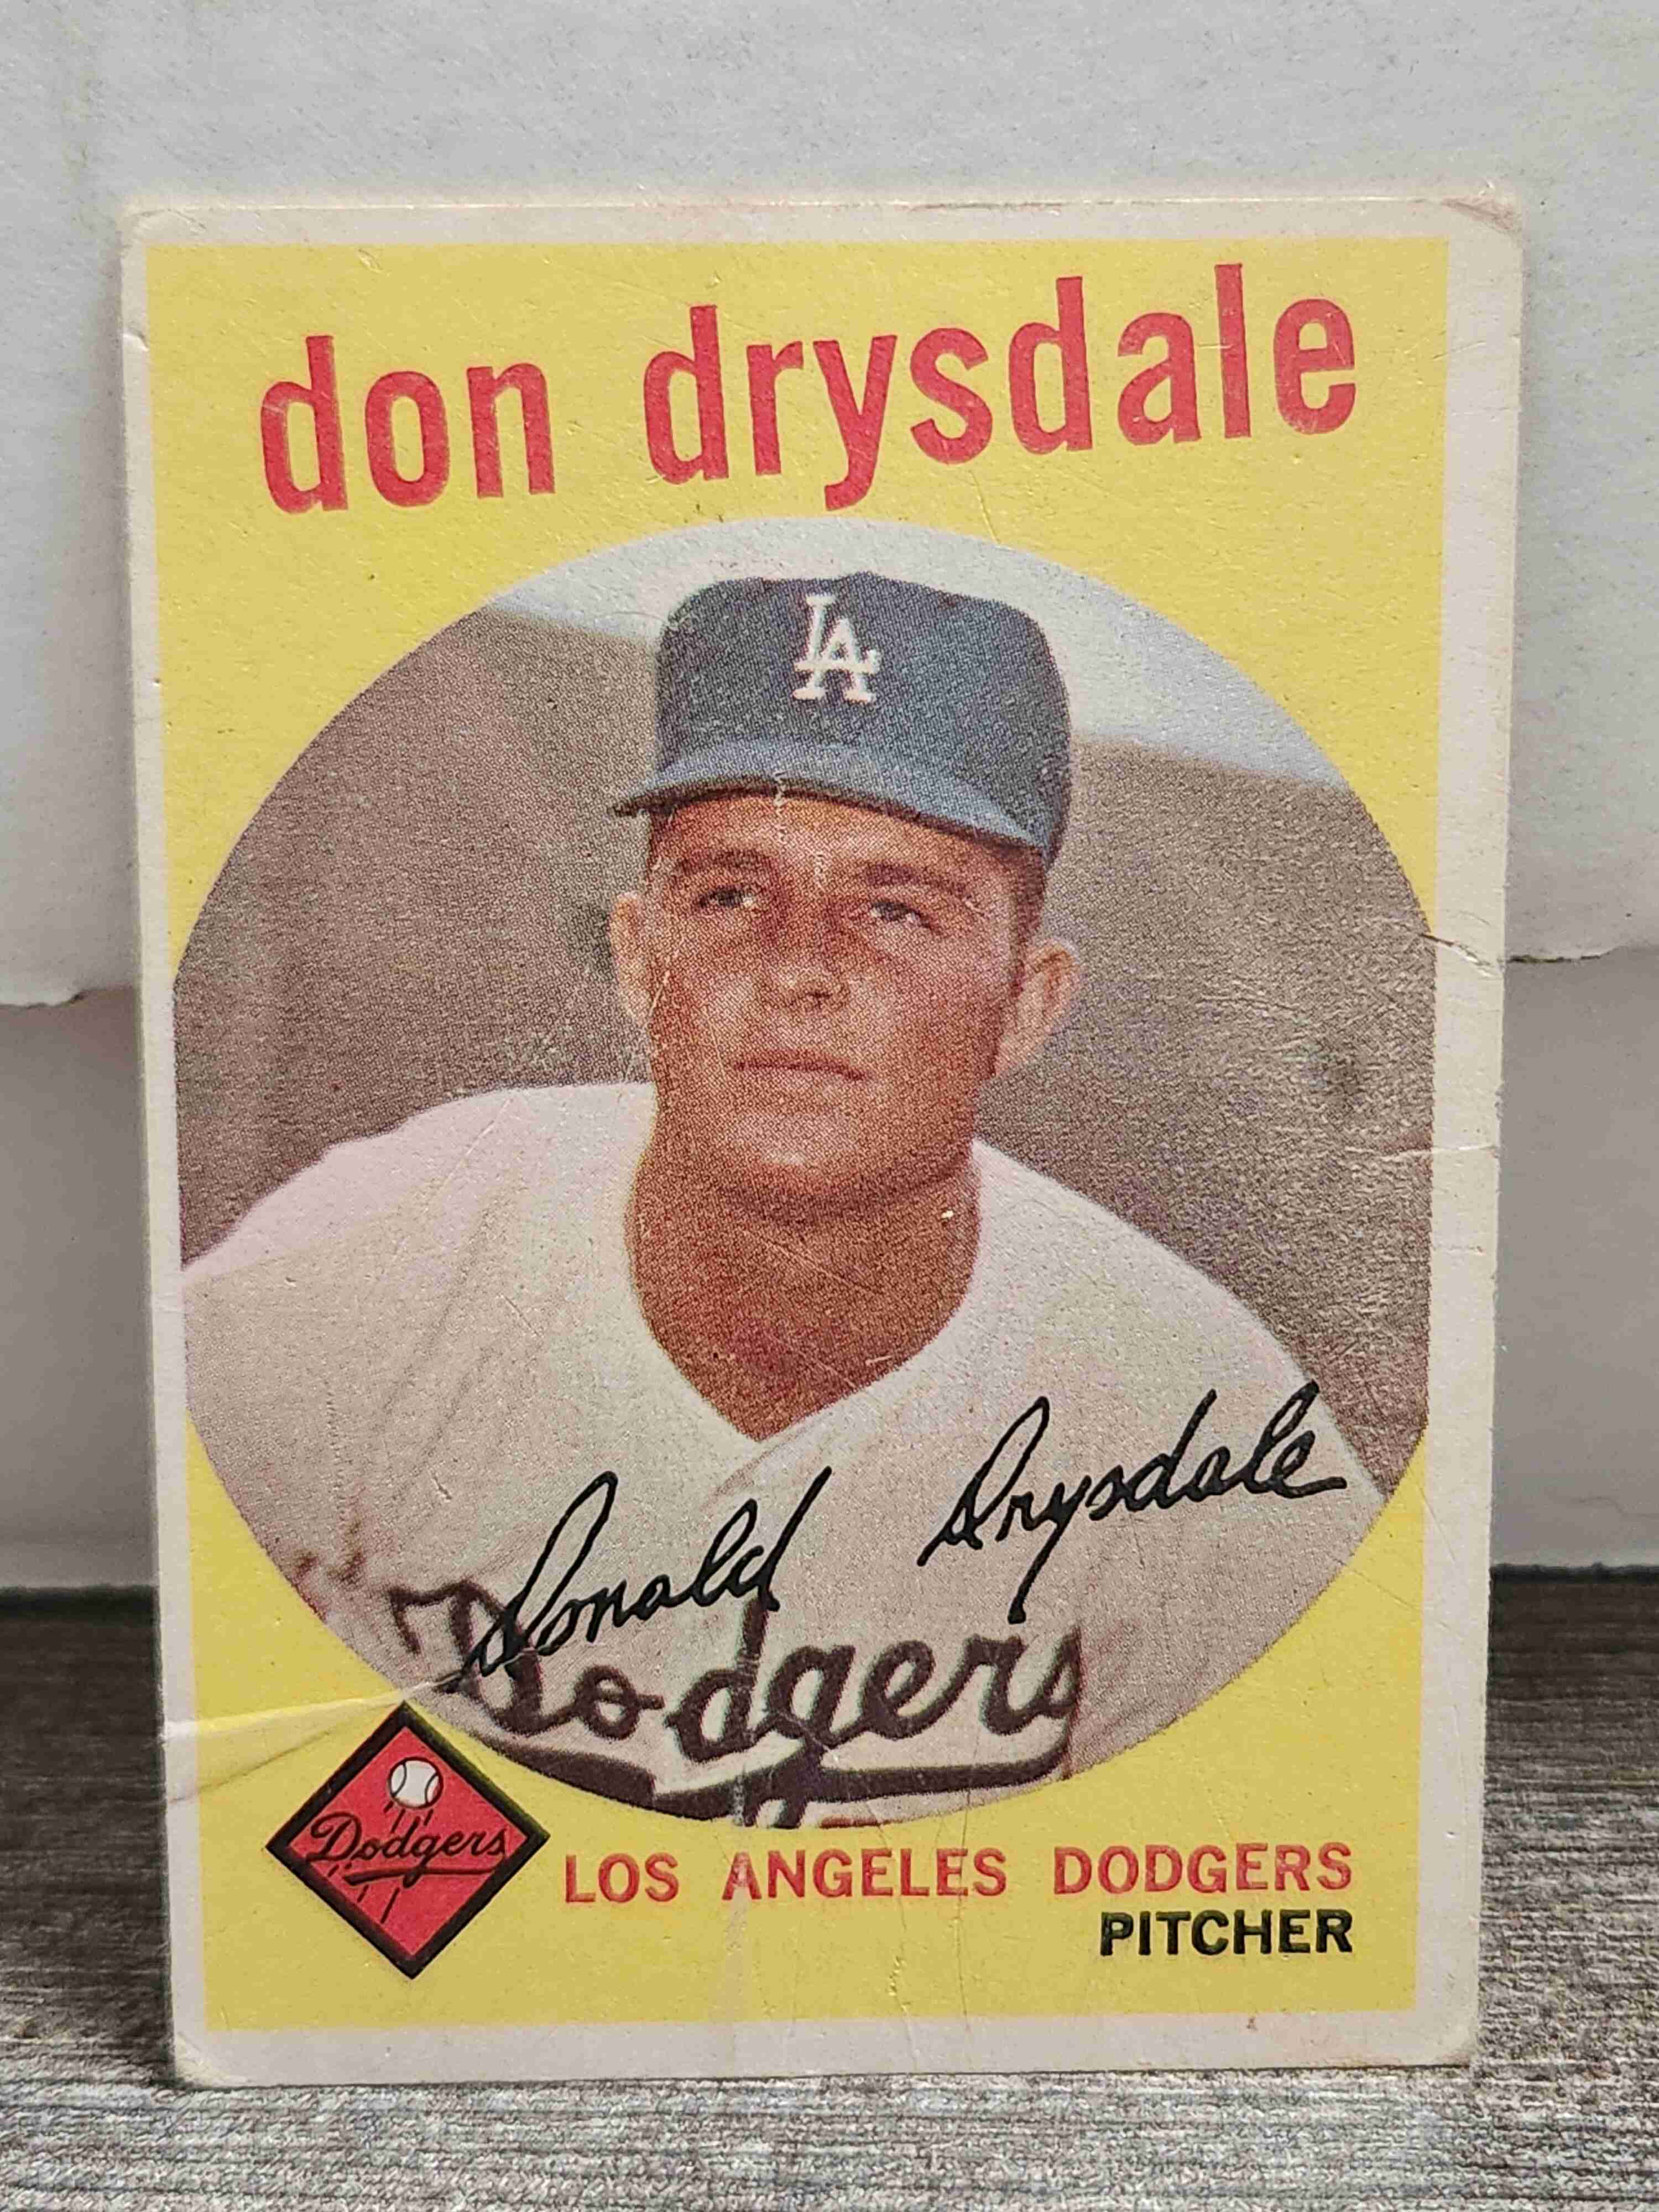 don drysdale
LA
Donald Drysdale
Dodgers
Dodgers
LOS ANGELES DODGERS
PITCHER